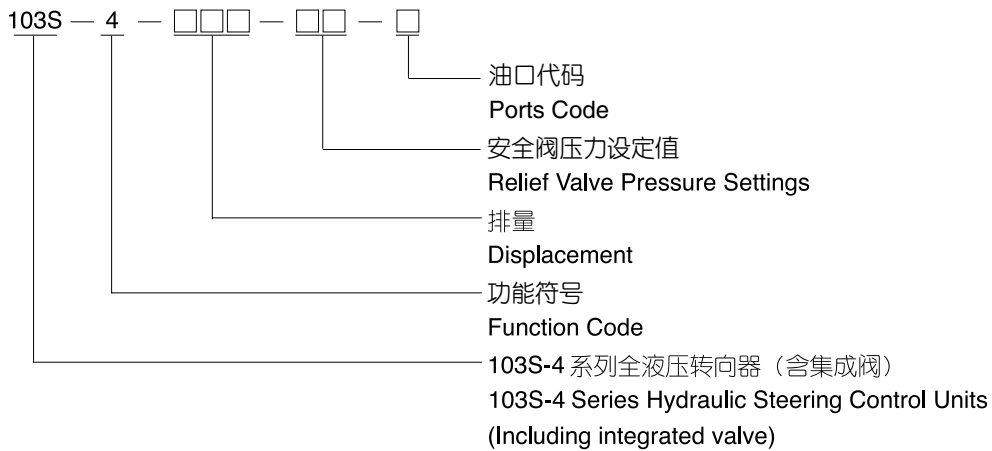 103S — 4 — □□□ — □□ — □
油口代码
Ports Code
安全阀压力设定值
Relief Valve Pressure Settings
排量
Displacement
功能符号
Function Code
103S-4 系列全液压转向器（含集成阀）
103S-4 Series Hydraulic Steering Control Units
(Including integrated valve)